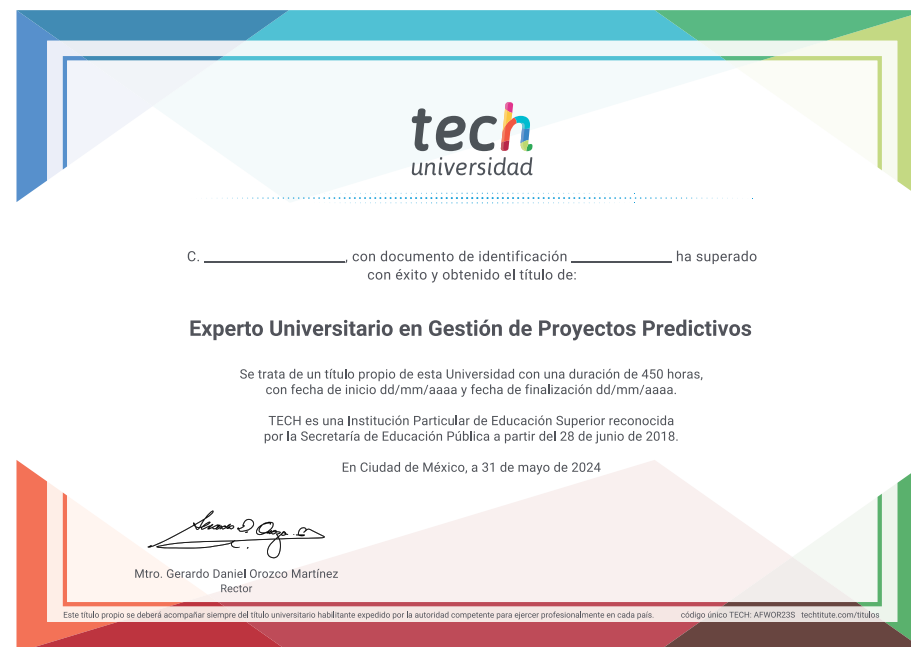 tech
universidad
C. ____________________, con documento de identificación ______________ ha superado
con éxito y obtenido el título de:
Experto Universitario en Gestión de Proyectos Predictivos
Se trata de un título propio de esta Universidad con una duración de 450 horas,
con fecha de inicio dd/mm/aaaa y fecha de finalización dd/mm/aaaa.
TECH es una Institución Particular de Educación Superior reconocida
por la Secretaría de Educación Pública a partir del 28 de junio de 2018.
En Ciudad de México, a 31 de mayo de 2024
Mtro. Gerardo Daniel Orozco Martínez
Rector
Este título propio se deberá acompañar siempre del título universitario habilitante expedido por la autoridad competente para ejercer profesionalmente en cada país. código único TECH: AFWOR23S techtitute.com/titulos